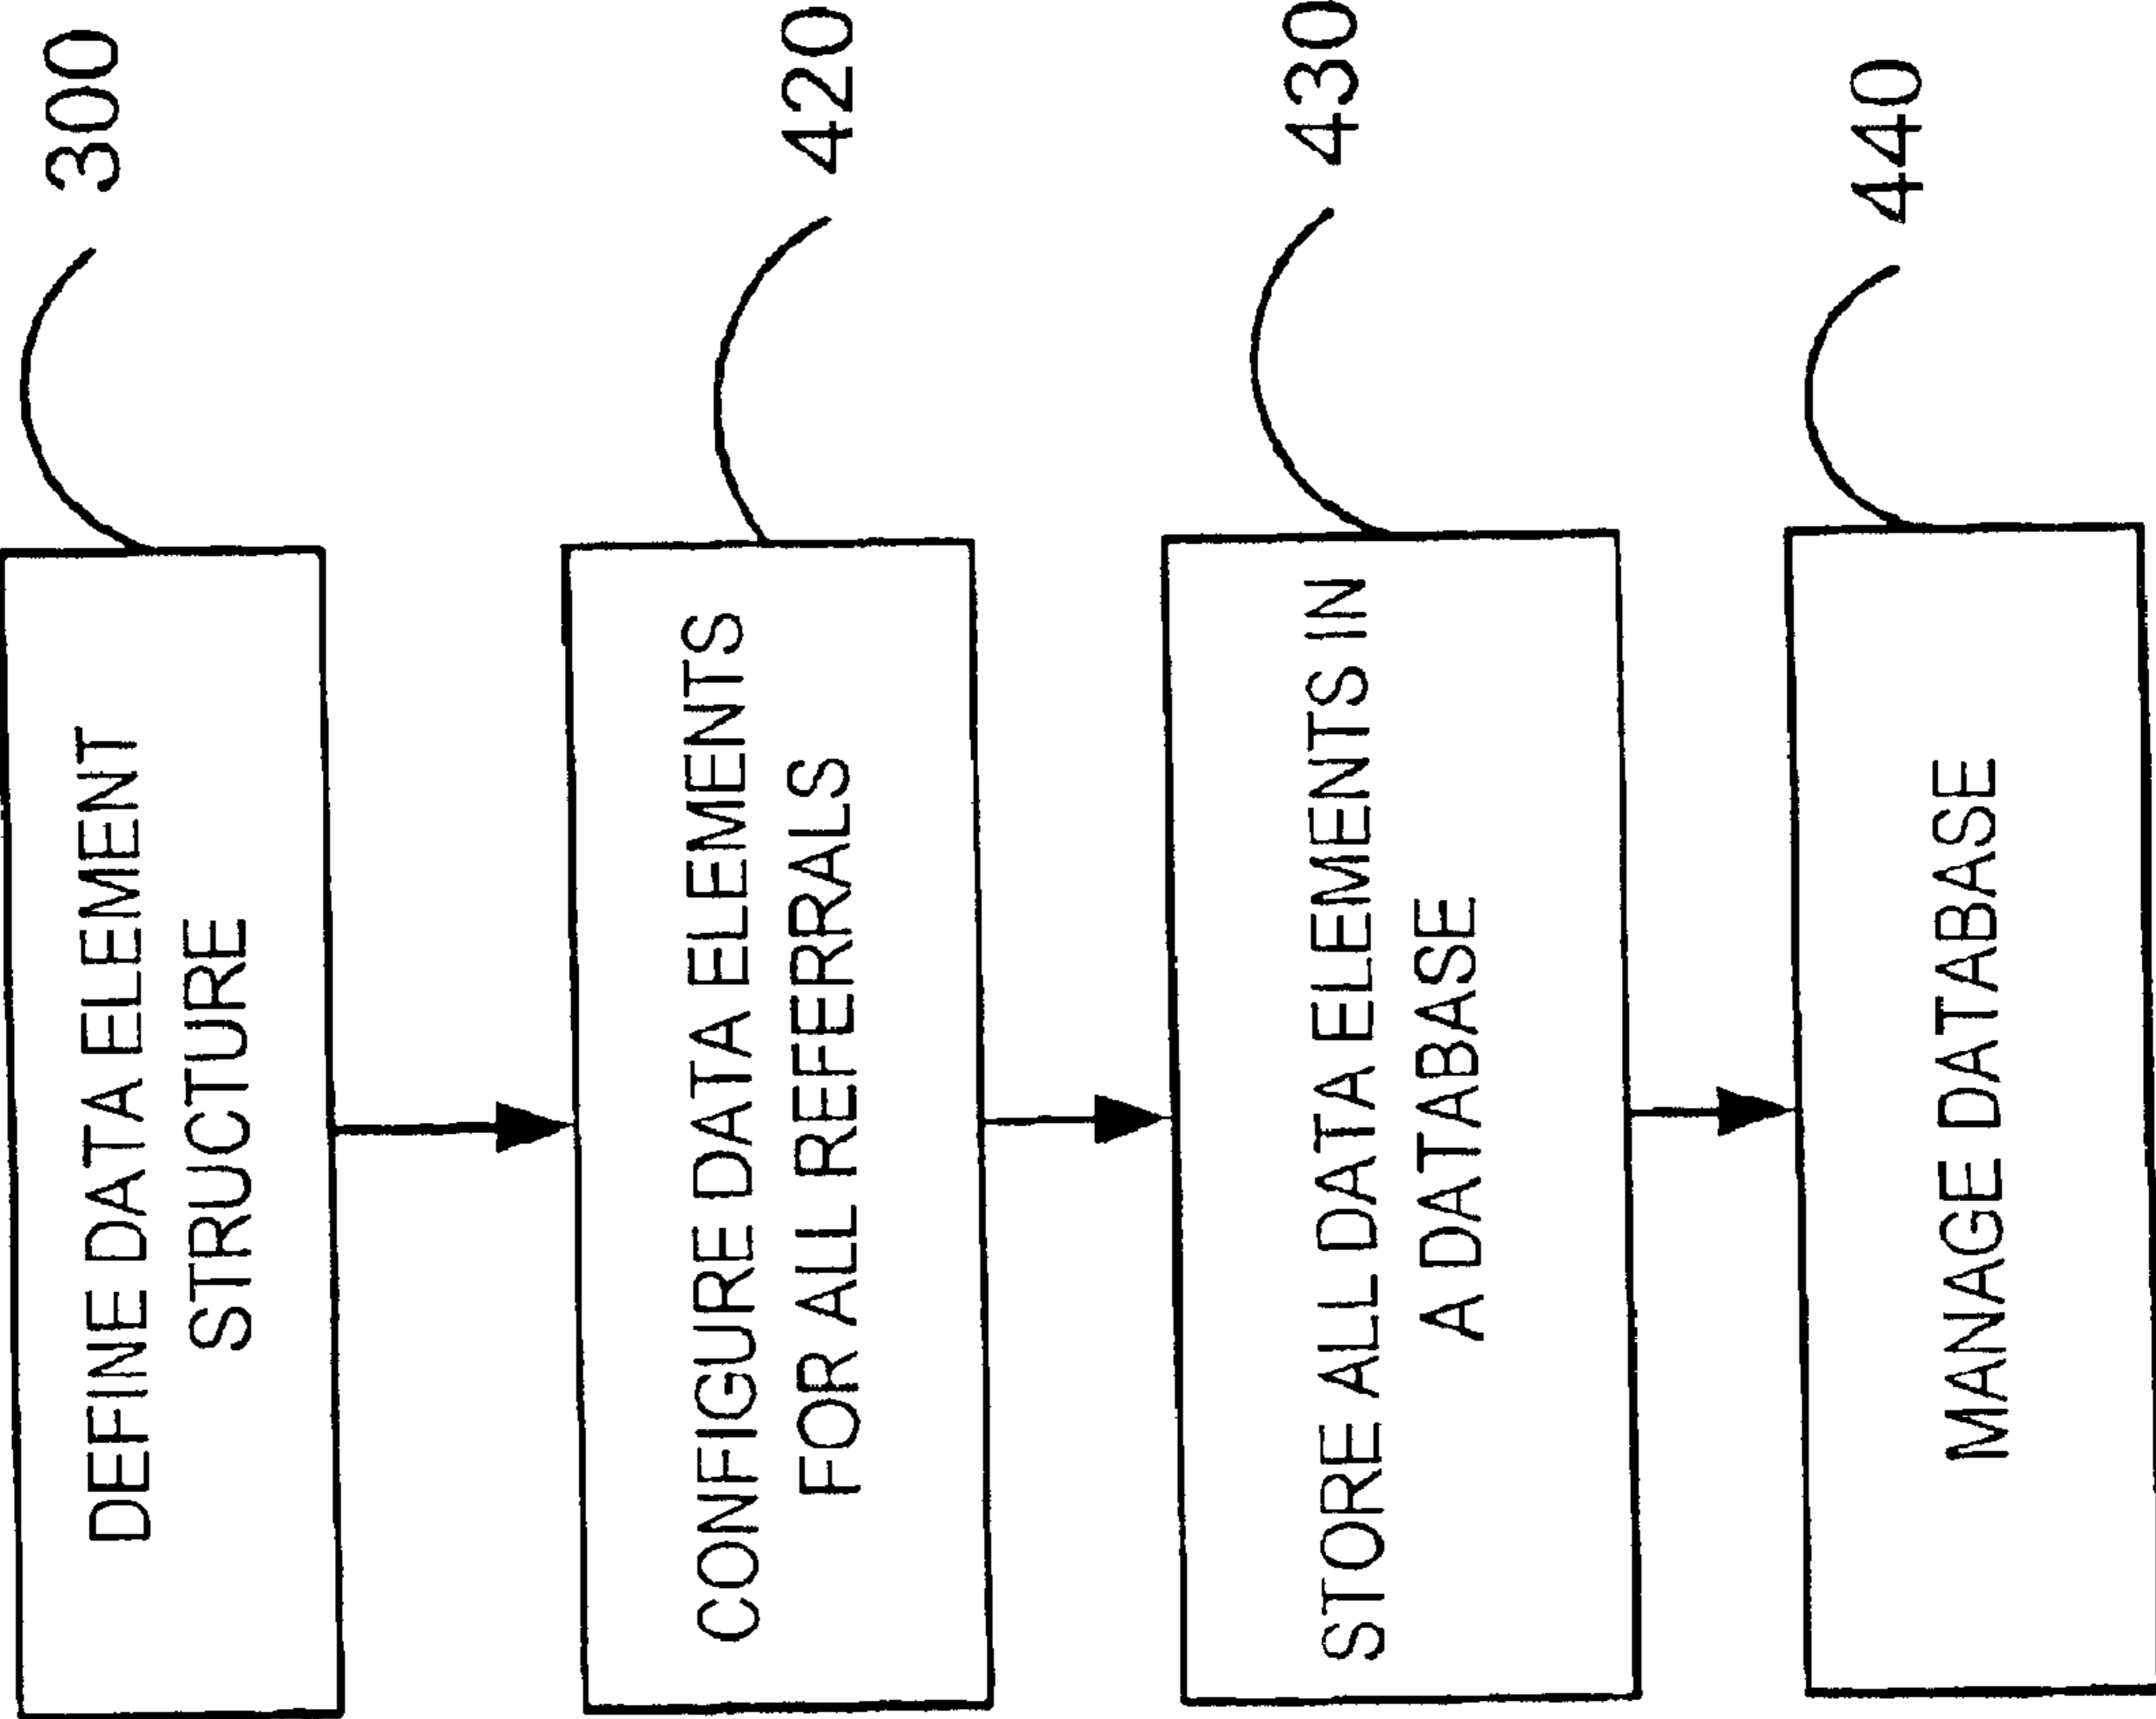 DEFINE DATA ELEMENT
STRUCTURE
300
CONFIGURE DATA ELEMENTS
FOR ALL REFERRALS
420
STORE ALL DATA ELEMENTS IN
A DATABASE
430
MANAGE DATABASE
440